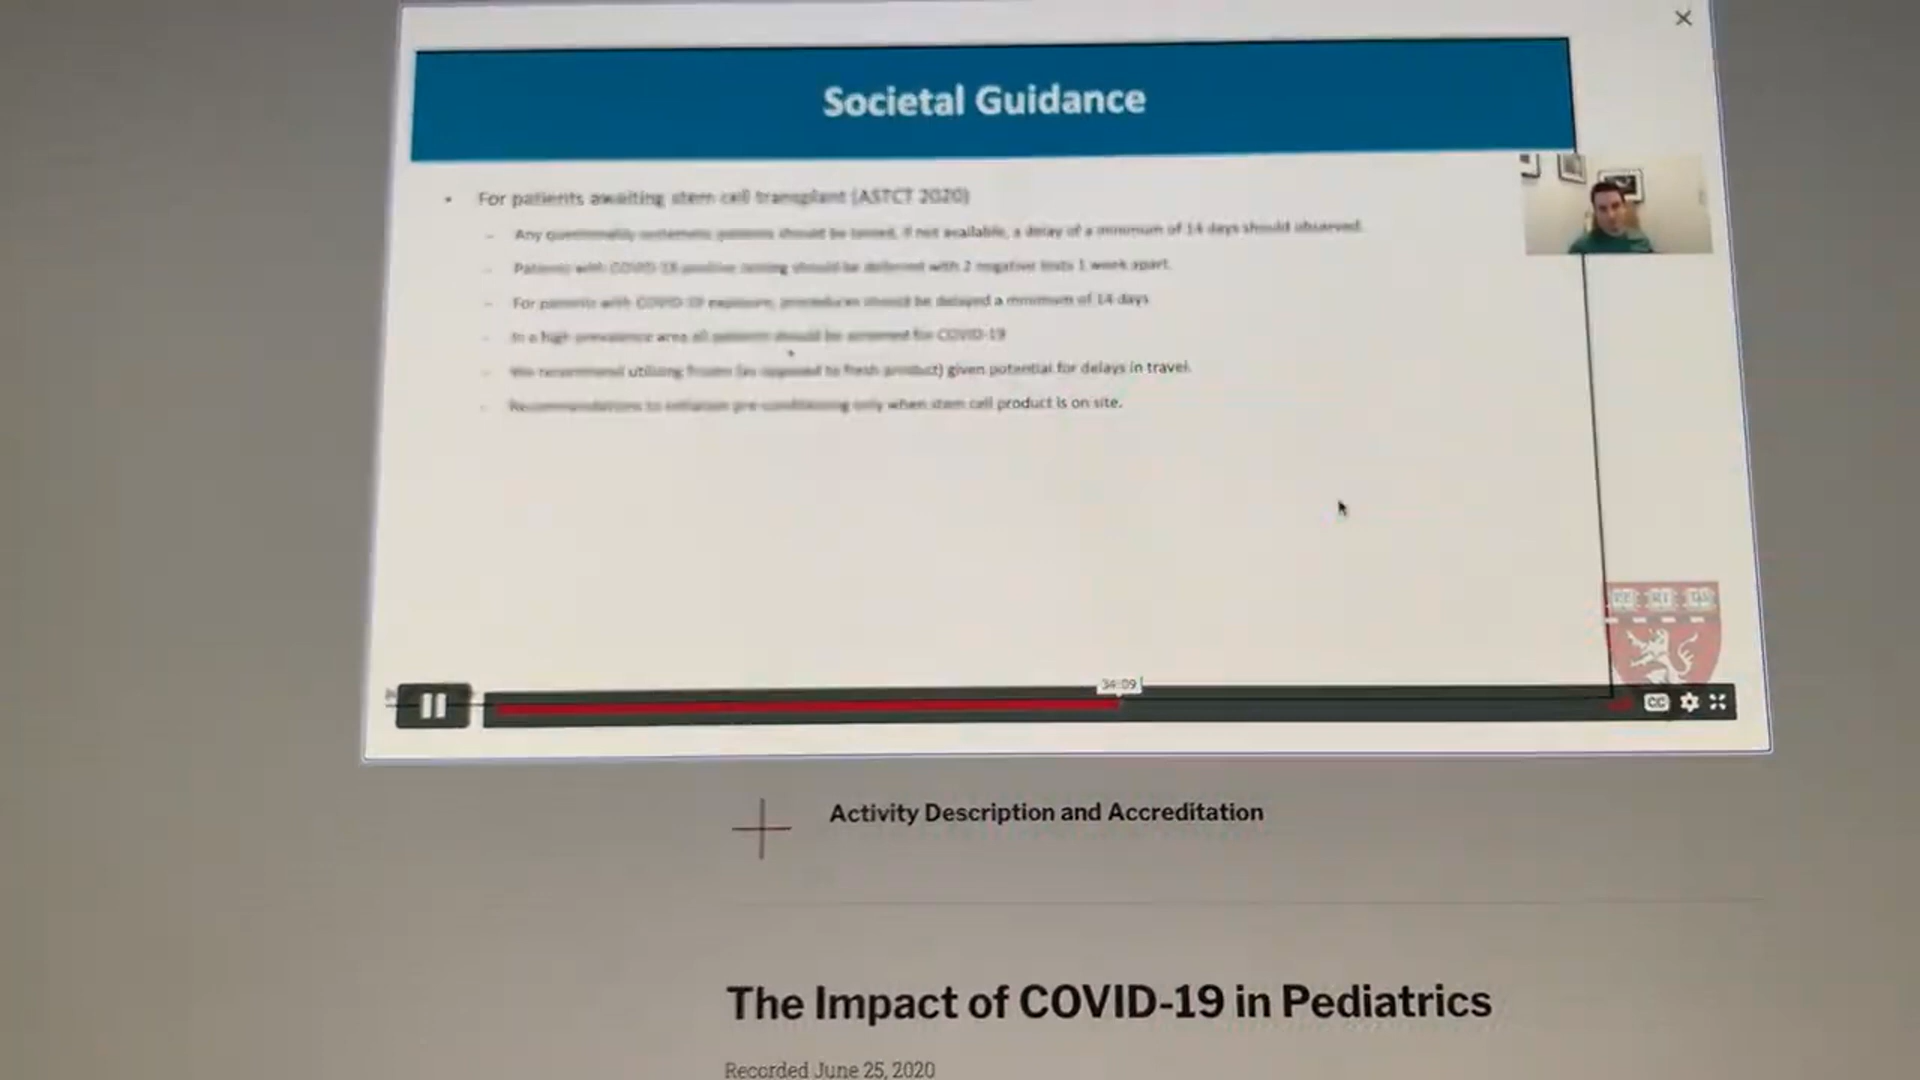 Societal Guidance
• For patients awaiting stem cell transplant (ASTCT 2020)
– Any patients should be tested, if not available, a delay of a minimum of 14 days should observed.
– Patients with COVID-19 positive testing should be deferred with 2 negative tests 1 week apart.
– For patients with COVID-19 exposure, procedures should be delayed a minimum of 14 days
– In a high prevalence area all patients should be screened for COVID-19
– We recommend utilizing frozen (as opposed to fresh product) given potential for delays in travel.
– Recommendations to pre-conditioning only when stem cell product is on site.
VE RI TAS
34:09
CC
Activity Description and Accreditation
The Impact of COVID-19 in Pediatrics
Recorded June 25, 2020